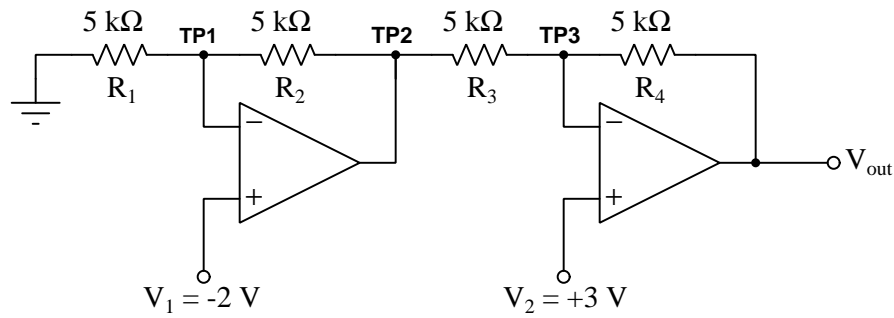 5 kΩ TP1 5 kΩ TP2 5 kΩ TP3 5 kΩ
R1 R2 R3 R4
− −
+ + Vout
V1 = -2 V V2 = +3 V